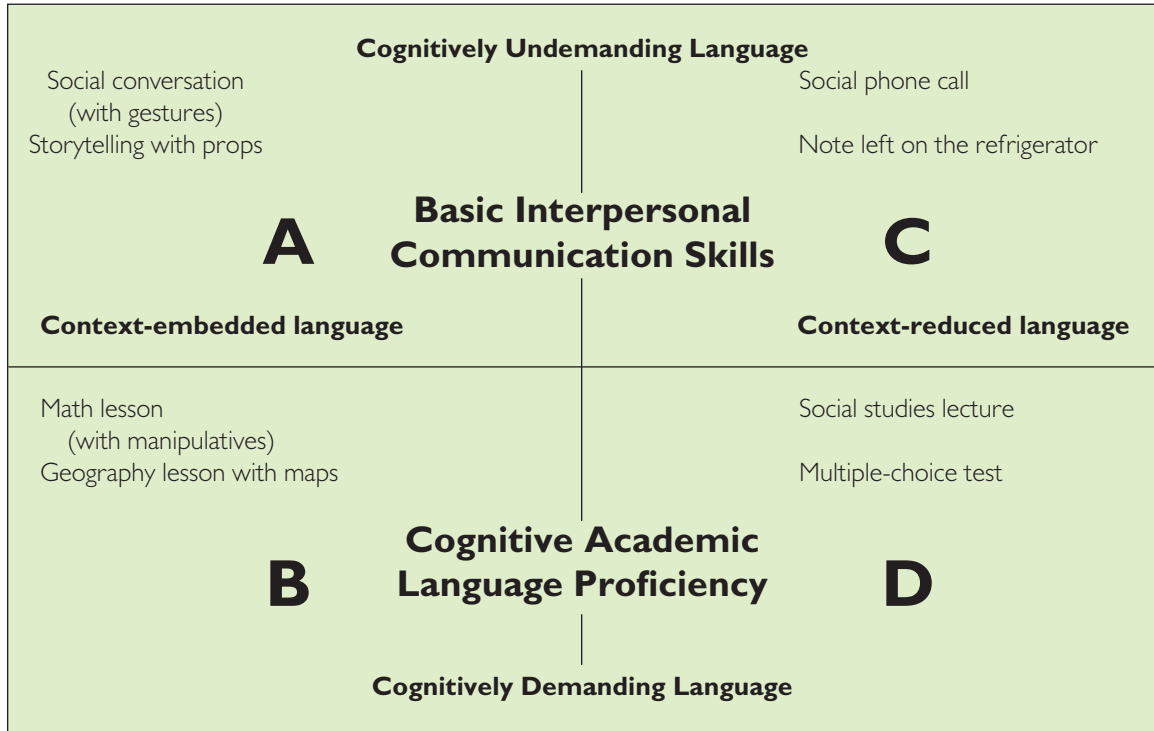 Cognitively Undemanding Language
Social conversation
(with gestures)
Storytelling with props
Social phone call
Note left on the refrigerator
Basic Interpersonal
Communication Skills
A
C
Context-embedded language
Context-reduced language
Math lesson
(with manipulatives)
Geography lesson with maps
Social studies lecture
Multiple-choice test
Cognitive Academic
Language Proficiency
B
D
Cognitively Demanding Language